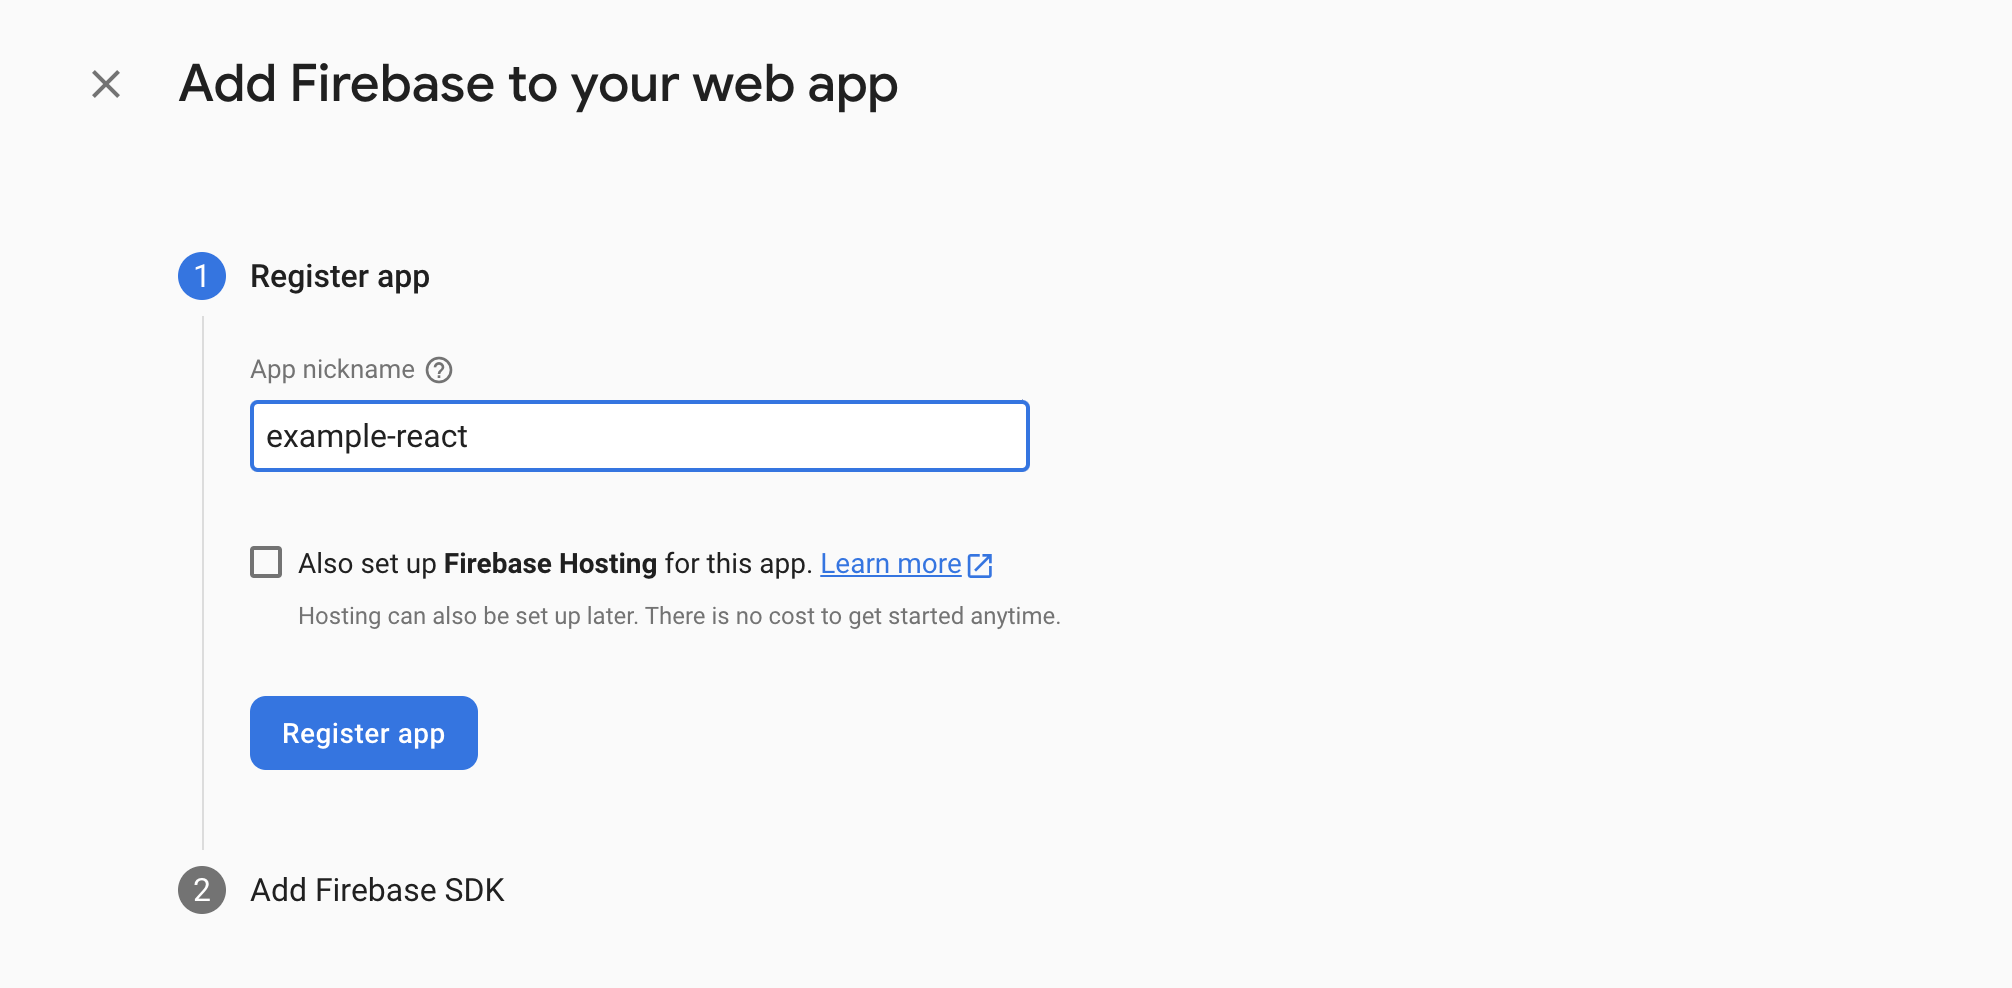 Add Firebase to your web app
1 Register app
App nickname
example-react
Also set up Firebase Hosting for this app. Learn more
Hosting can also be set up later. There is no cost to get started anytime.
Register app
2 Add Firebase SDK